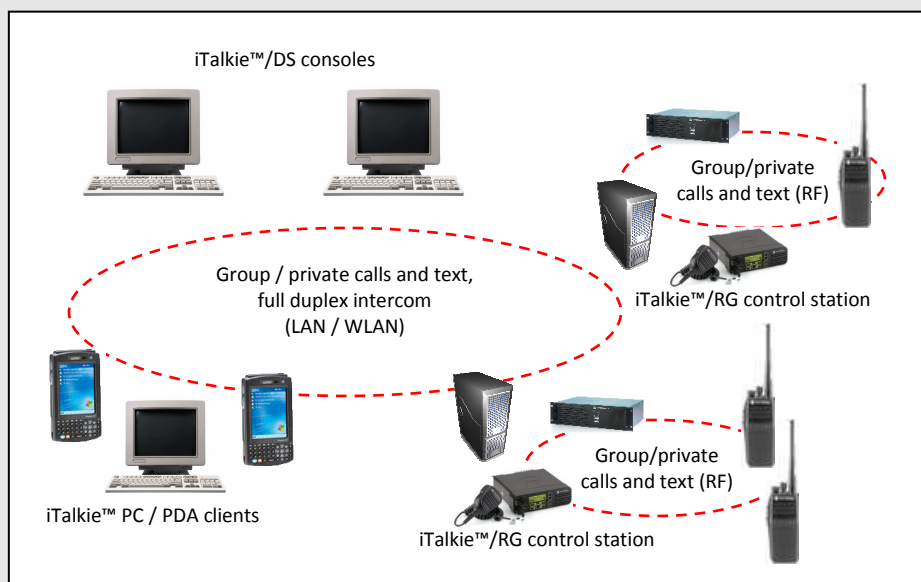 iTalkie™/DS consoles
Group/private
calls and text (RF)
iTalkie™/RG control station
Group / private calls and text,
full duplex intercom
(LAN / WLAN)
Group/private
calls and text (RF)
iTalkie™ PC / PDA clients
iTalkie™/RG control station